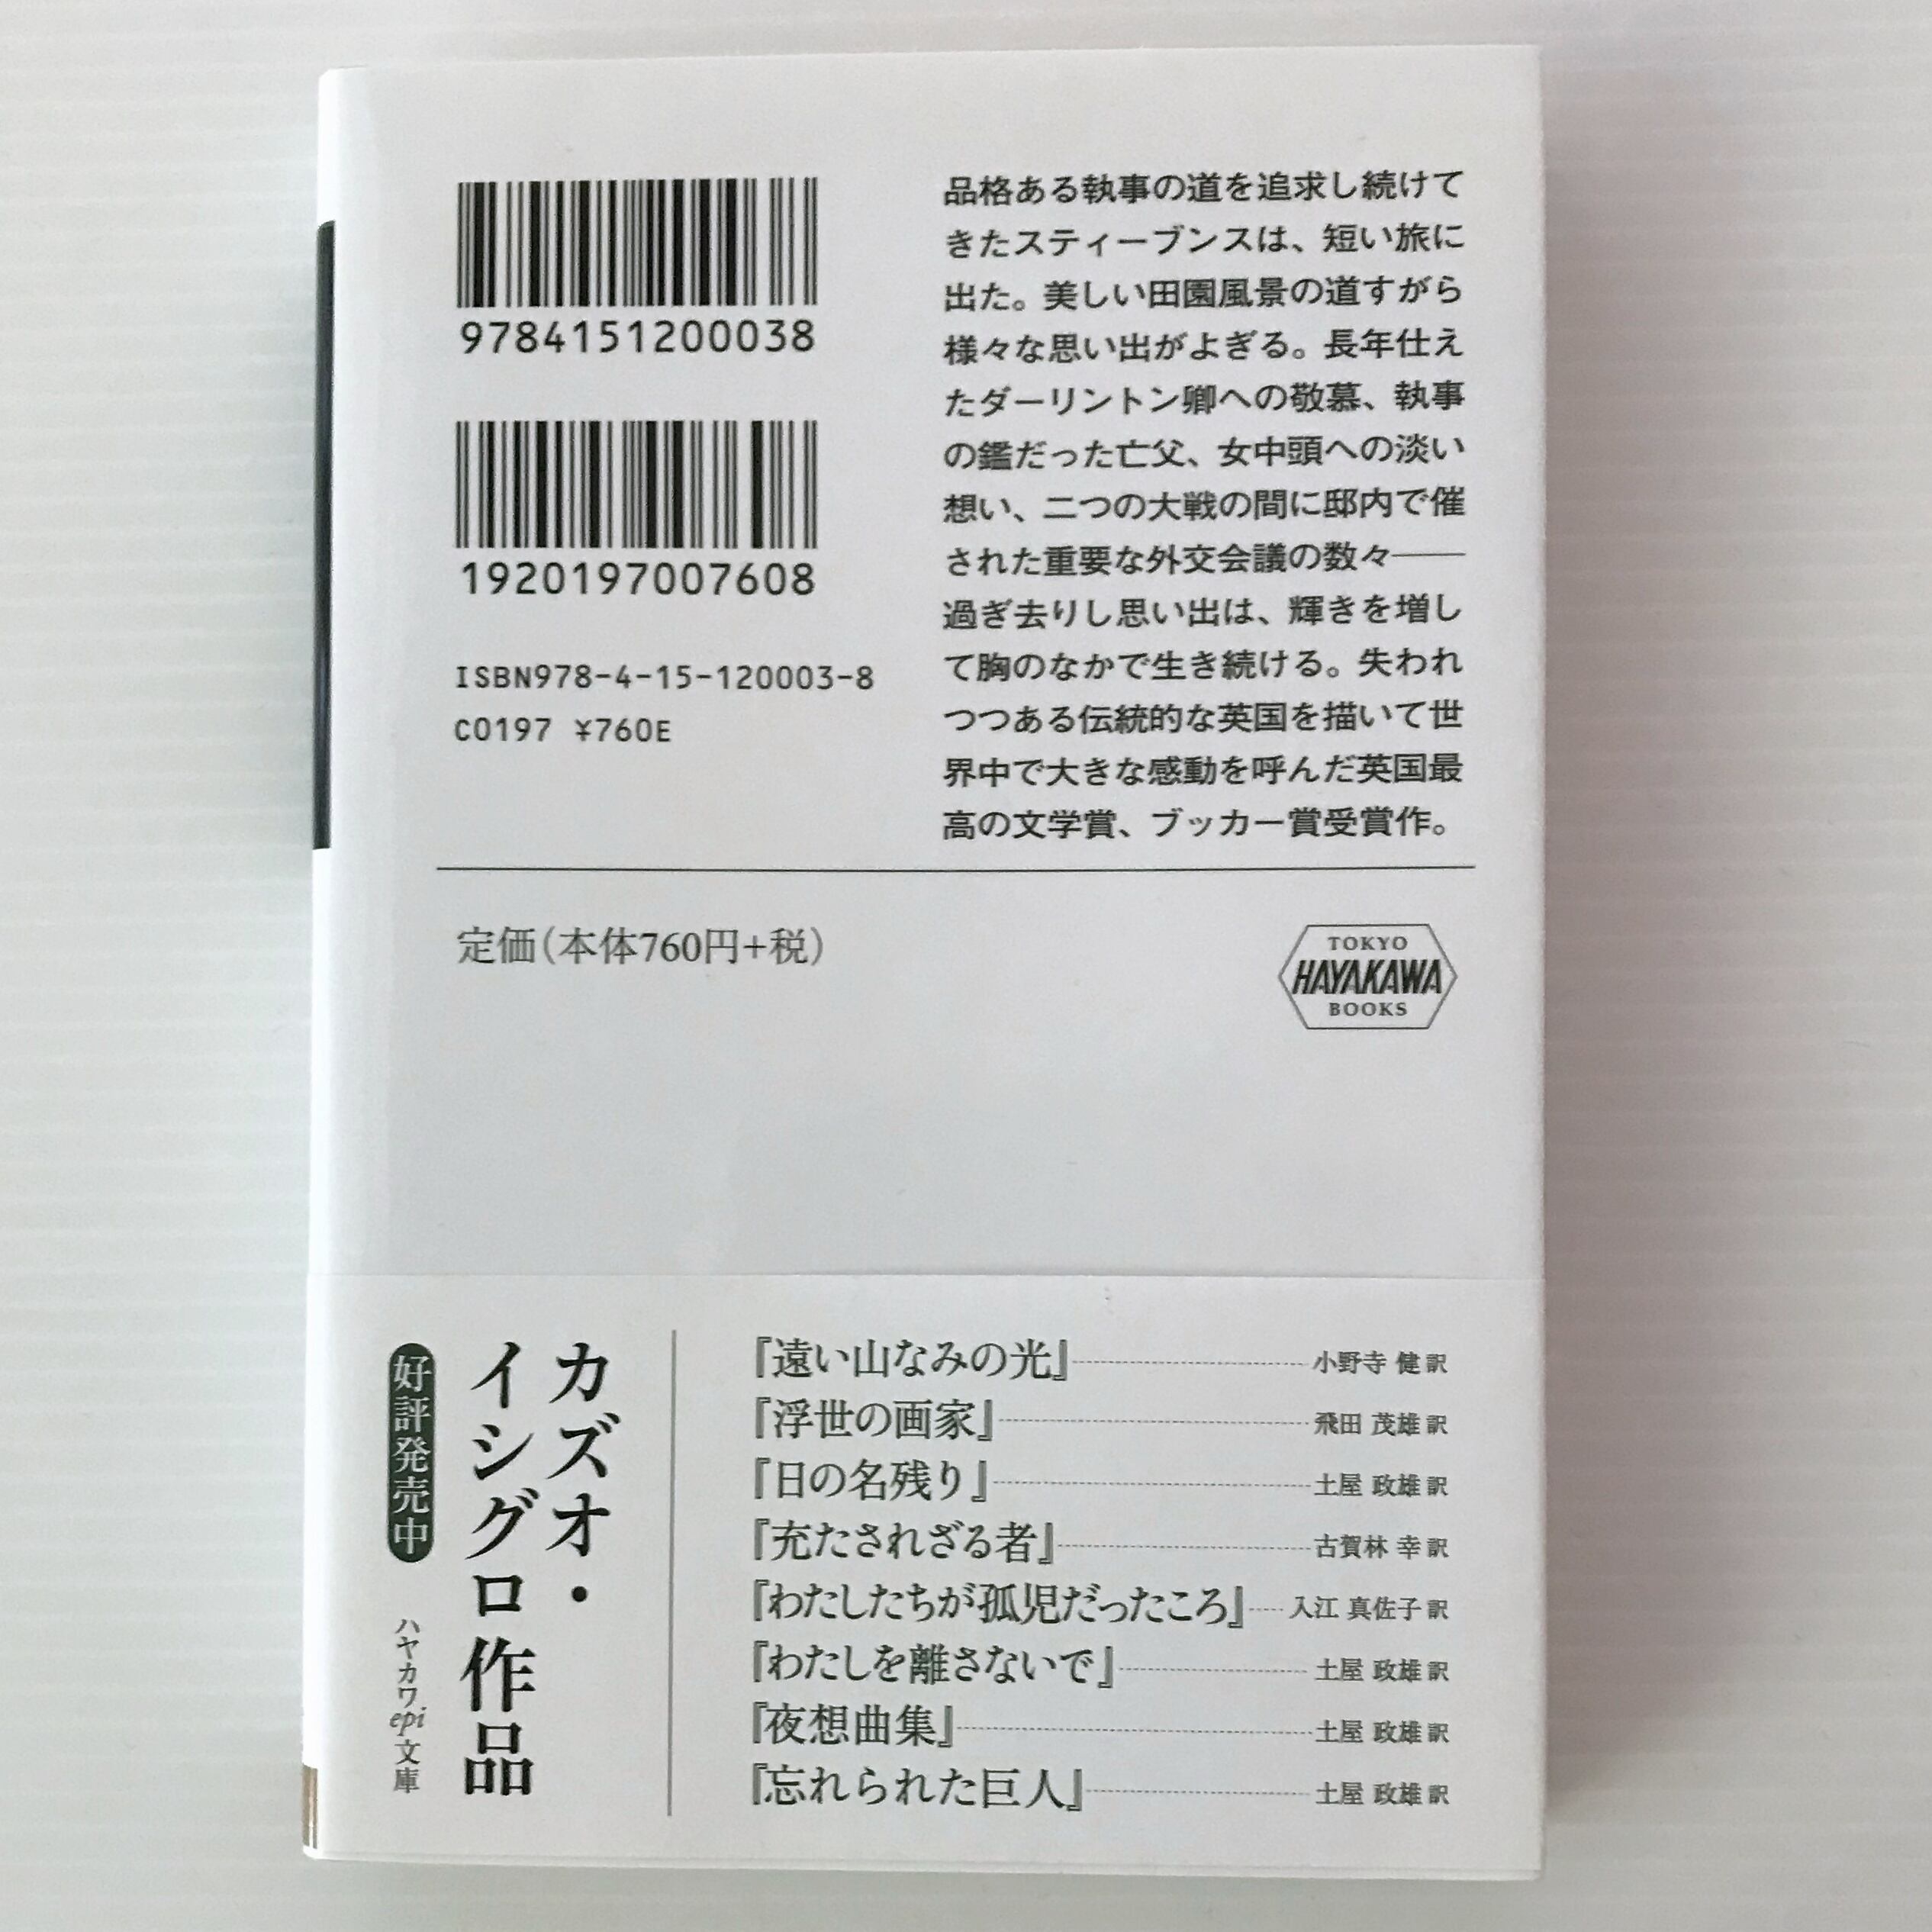 9784151200038
1920197007608
ISBN978-4-15-120003-8
C0197 ¥760E
品格ある執事の道を追求し続けて
きたスティーブンスは、短い旅に
出た。美しい田園風景の道すがら
様々な思い出がよぎる。長年仕え
たダーリントン卿への敬慕、執事
の鑑だった亡父、女中頭への淡い
想い、二つの大戦の間に邸内で催
された重要な外交会議の数々――
過ぎ去りし思い出は、輝きを増し
て胸のなかで生き続ける。失われ
つつある伝統的な英国を描いて世
界中で大きな感動を呼んだ英国最
高の文学賞、ブッカー賞受賞作。
定価(本体760円+税)
TOKYO
HAYAKAWA
BOOKS
カズオ・
イシグロ作品
好評発売中
ハヤカワepi文庫
『遠い山なみの光』 小野寺 健 訳
『浮世の画家』 飛田 茂雄 訳
『日の名残り』 土屋 政雄 訳
『充たされざる者』 古賀林 幸 訳
『わたしたちが孤児だったころ』 入江 真佐子 訳
『わたしを離さないで』 土屋 政雄 訳
『夜想曲集』 土屋 政雄 訳
『忘れられた巨人』 土屋 政雄 訳